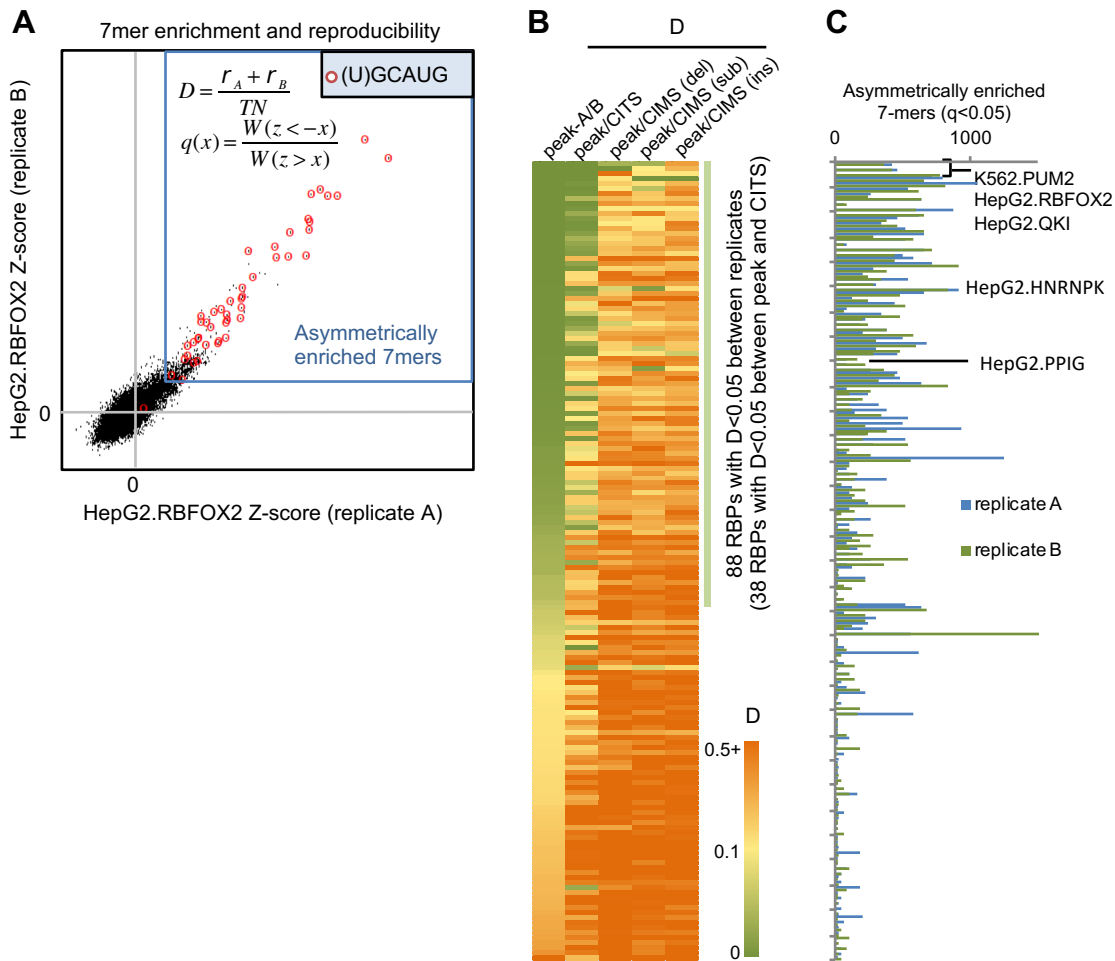 A
7mer enrichment and reproducibility
HepG2.RBFOX2 Z-score (replicate B)
(U)GCAUG
D = (r_A + r_B) / TN
q(x) = W(z < -x) / W(z > x)
Asymmetrically
enriched 7mers
0
0
HepG2.RBFOX2 Z-score (replicate A)
B
D
peak-A/B
peak/CITS
peak/CIMS (del)
peak/CIMS (sub)
peak/CIMS (ins)
88 RBPs with D<0.05 between replicates
(38 RBPs with D<0.05 between peak and CITS)
D
0.5+
0.1
0
C
Asymmetrically enriched
7-mers (q<0.05)
0
1000
K562.PUM2
HepG2.RBFOX2
HepG2.QKI
HepG2.HNRNPK
HepG2.PPIG
replicate A
replicate B